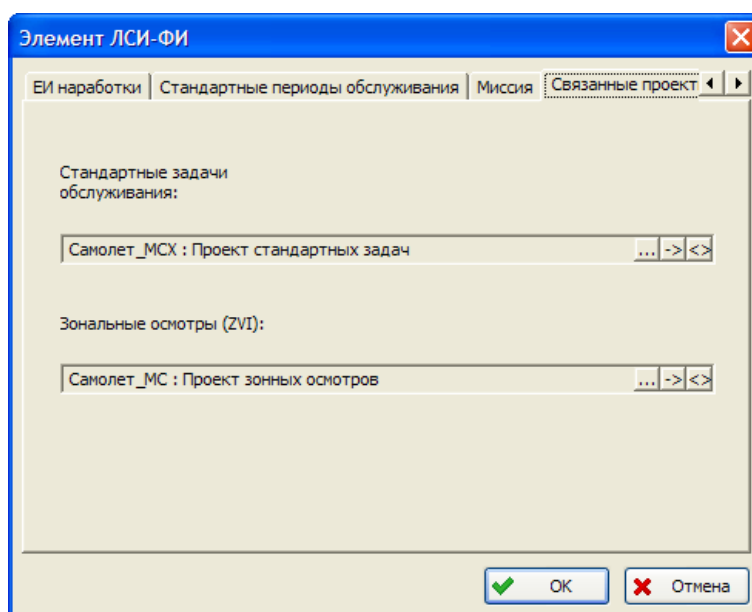 Элемент ЛСИ-ФИ
ЕИ наработки Стандартные периоды обслуживания Миссия Связанные проект
Стандартные задачи
обслуживания:
Самолет_МСХ : Проект стандартных задач ... -> <>
Зональные осмотры (ZVI):
Самолет_МС : Проект зонных осмотров ... -> <>
ОК Отмена